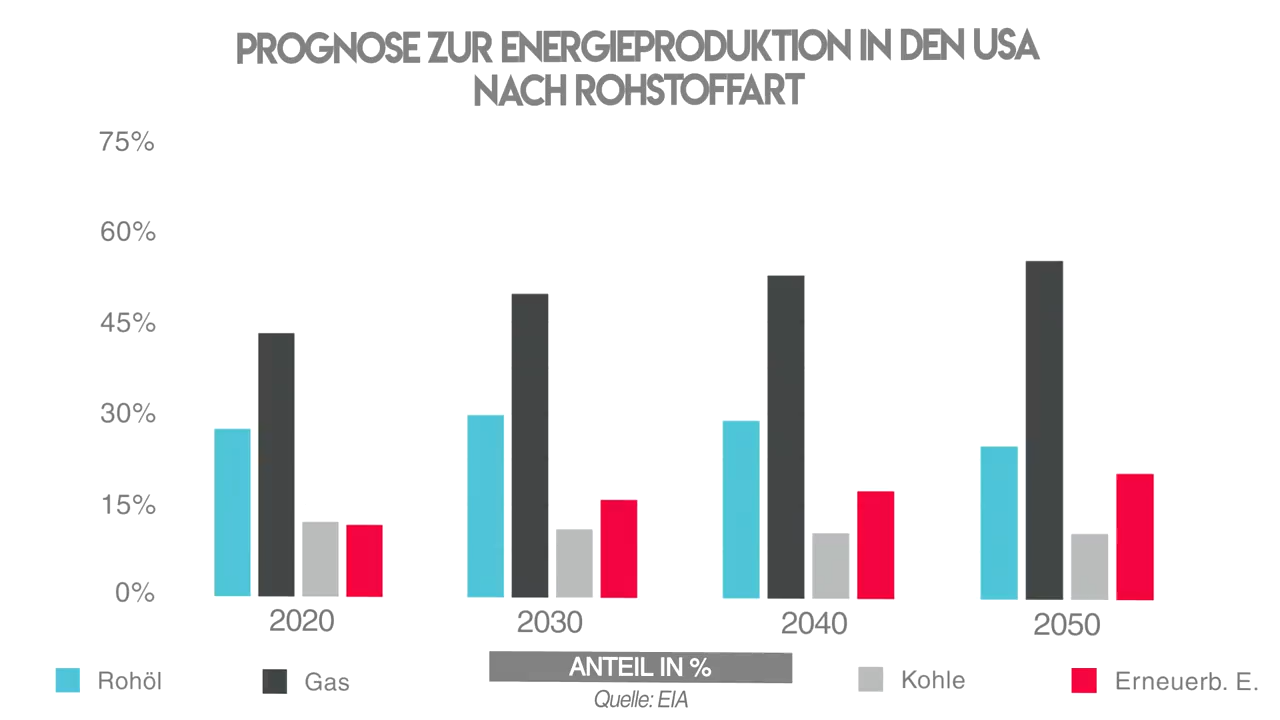 PROGNOSE ZUR ENERGIEPRODUKTION IN DEN USA
NACH ROHSTOFFART
75%
60%
45%
30%
15%
0%
2020
2030
2040
2050
Rohöl
Gas
ANTEIL IN %
Quelle: EIA
Kohle
Erneuerb. E.